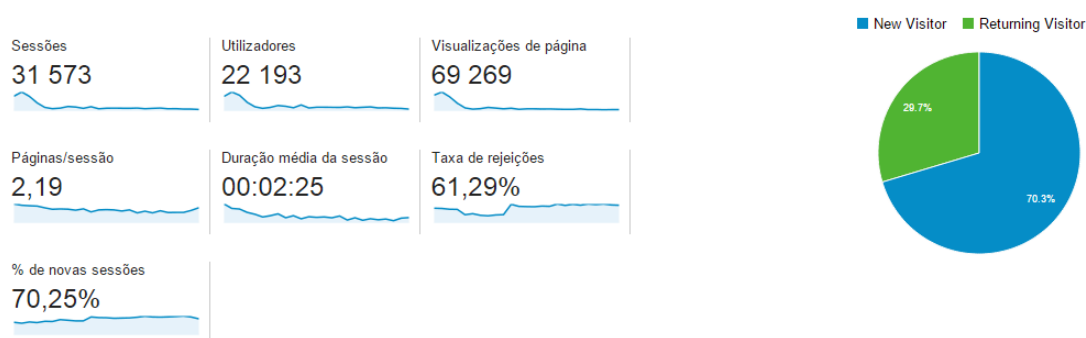 New Visitor
Returning Visitor
Sessões
Utilizadores
Visualizações de página
31 573
22 193
69 269
29.7%
70.3%
Páginas/sessão
Duração média da sessão
Taxa de rejeições
2,19
00:02:25
61,29%
% de novas sessões
70,25%